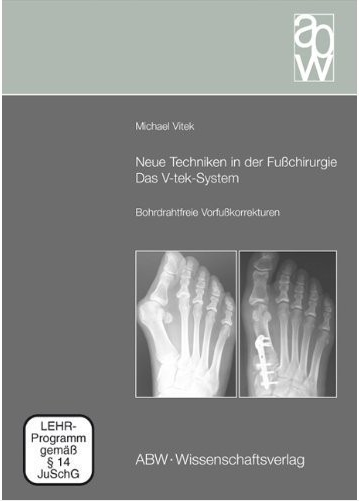 abw
Michael Vitek
Neue Techniken in der Fußchirurgie
Das V-tek-System
Bohrdrahtfreie Vorfußkorrekturen
LEHR-
Programm
gemäß
§ 14
JuSchG
ABW · Wissenschaftsverlag